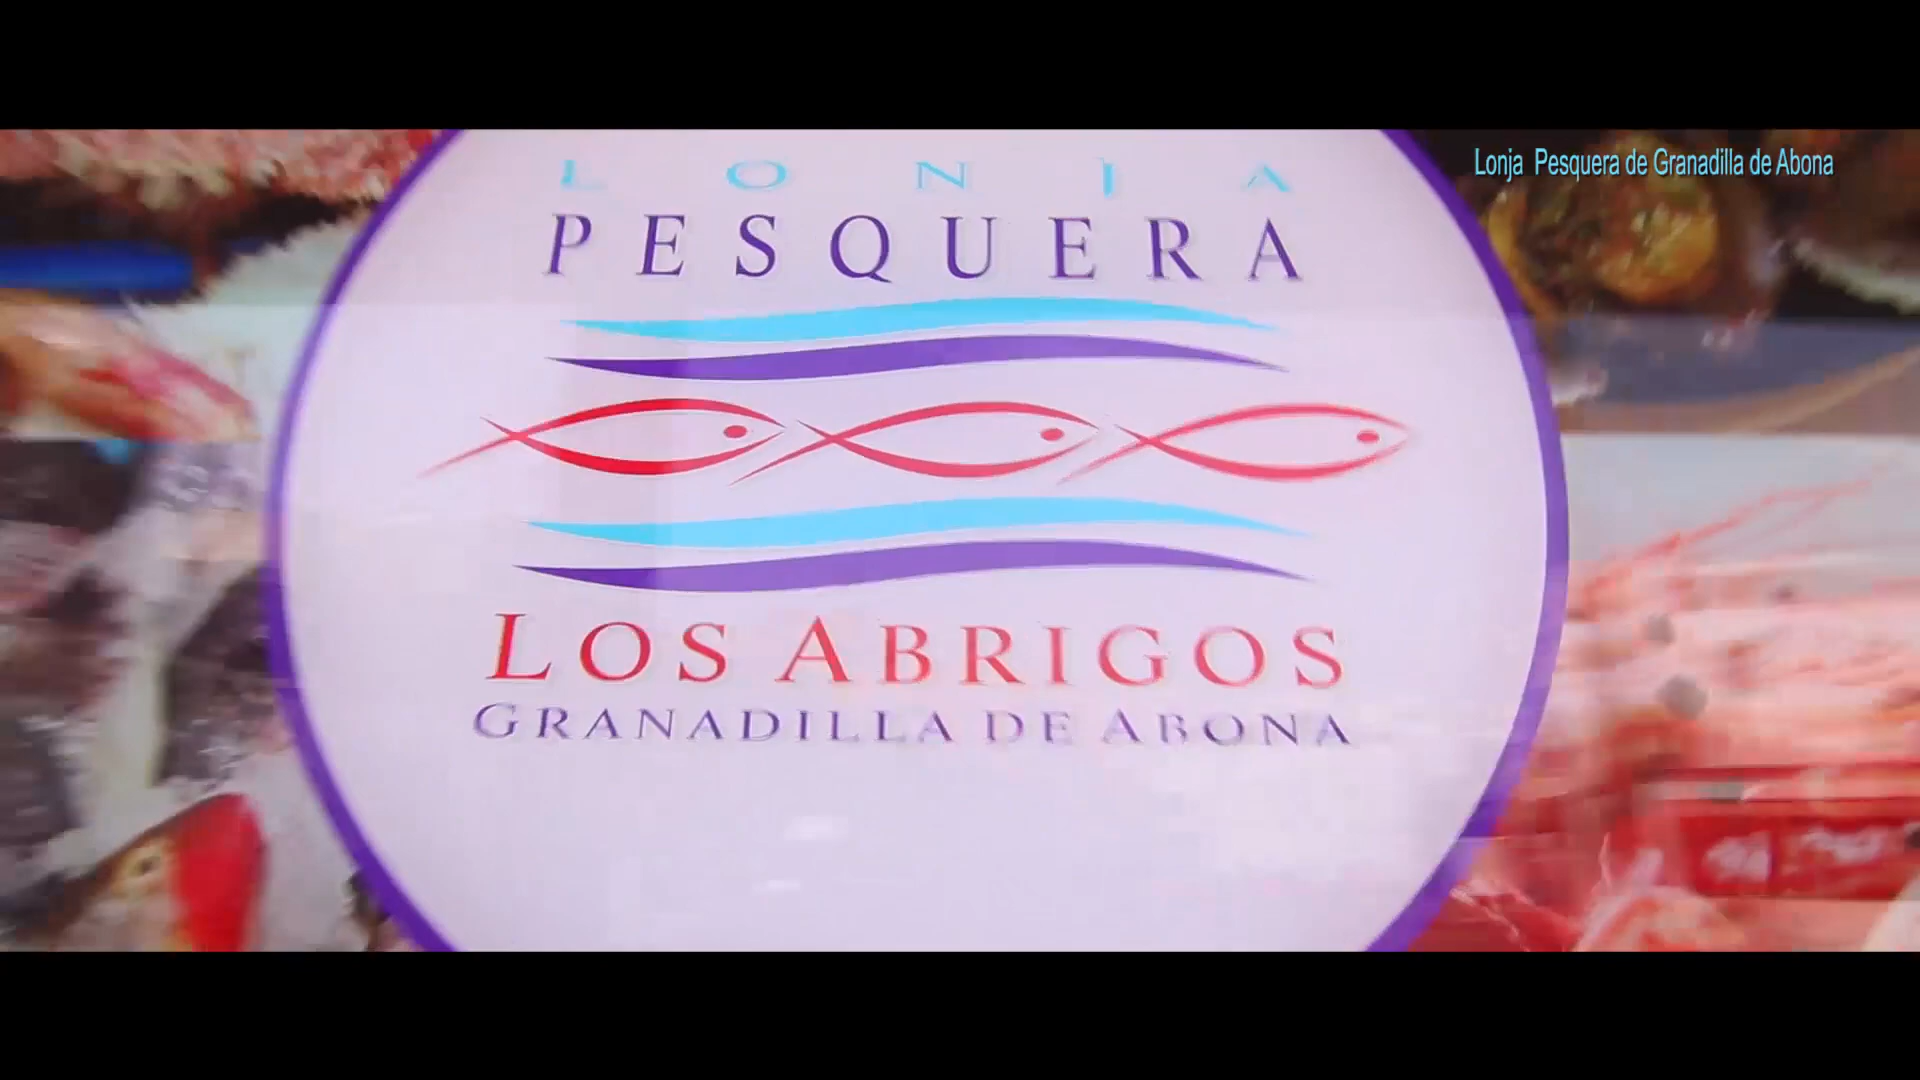 Lonja Pesquera de Granadilla de Abona
LONJA
PESQUERA
LOS ABRIGOS
GRANADILLA DE ABONA